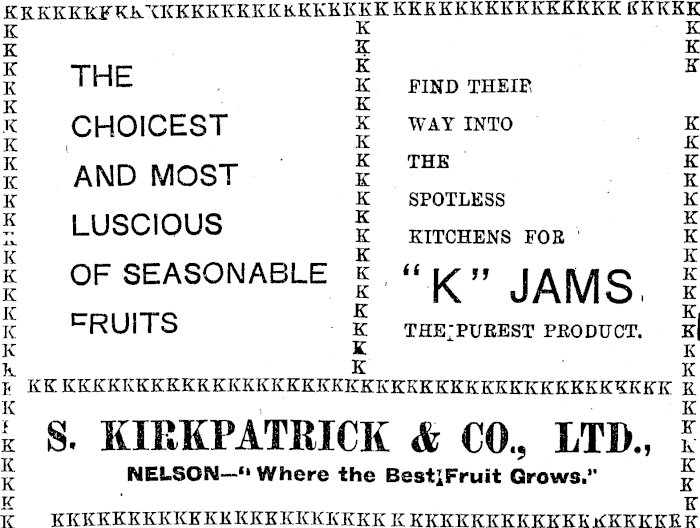 THE
CHOICEST
AND MOST
LUSCIOUS
OF SEASONABLE
FRUITS
FIND THEIR
WAY INTO
THE
SPOTLESS
KITCHENS FOR
"K" JAMS.
THE PUREST PRODUCT.
S. KIRKPATRICK & CO., LTD.,
NELSON—"Where the Best Fruit Grows."